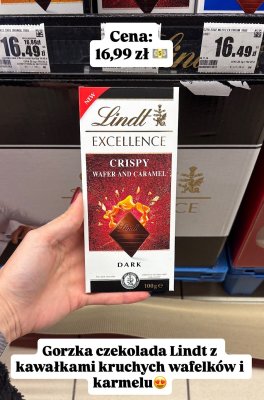 Cena:
16,99 zł 💵
16.49
16.49
NEW
Lindt
EXCELLENCE
CRISPY
WAFER AND CARAMEL
DARK
100g e
Gorzka czekolada Lindt z
kawałkami kruchych wafelków i
karmelu😍